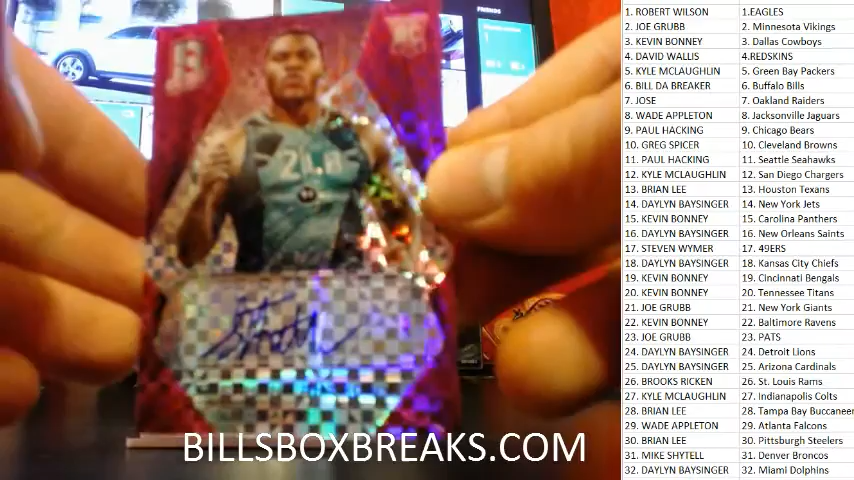 FRIENDS
1. ROBERT WILSON 1.EAGLES
2. JOE GRUBB 2. Minnesota Vikings
3. KEVIN BONNEY 3. Dallas Cowboys
4. DAVID WALLIS 4.REDSKINS
5. KYLE MCLAUGHLIN 5. Green Bay Packers
6. BILL DA BREAKER 6. Buffalo Bills
7. JOSE 7. Oakland Raiders
8. WADE APPLETON 8. Jacksonville Jaguars
9. PAUL HACKING 9. Chicago Bears
10. GREG SPICER 10. Cleveland Browns
11. PAUL HACKING 11. Seattle Seahawks
12. KYLE MCLAUGHLIN 12. San Diego Chargers
13. BRIAN LEE 13. Houston Texans
14. DAYLYN BAYSINGER 14. New York Jets
15. KEVIN BONNEY 15. Carolina Panthers
16. DAYLYN BAYSINGER 16. New Orleans Saints
17. STEVEN WYMER 17. 49ERS
18. DAYLYN BAYSINGER 18. Kansas City Chiefs
19. KEVIN BONNEY 19. Cincinnati Bengals
20. KEVIN BONNEY 20. Tennessee Titans
21. JOE GRUBB 21. New York Giants
22. KEVIN BONNEY 22. Baltimore Ravens
23. JOE GRUBB 23. PATS
24. DAYLYN BAYSINGER 24. Detroit Lions
25. DAYLYN BAYSINGER 25. Arizona Cardinals
26. BROOKS RICKEN 26. St. Louis Rams
27. KYLE MCLAUGHLIN 27. Indianapolis Colts
28. BRIAN LEE 28. Tampa Bay Buccaneer
29. WADE APPLETON 29. Atlanta Falcons
30. BRIAN LEE 30. Pittsburgh Steelers
31. MIKE SHYTELL 31. Denver Broncos
32. DAYLYN BAYSINGER 32. Miami Dolphins
BILLSBOXBREAKS.COM